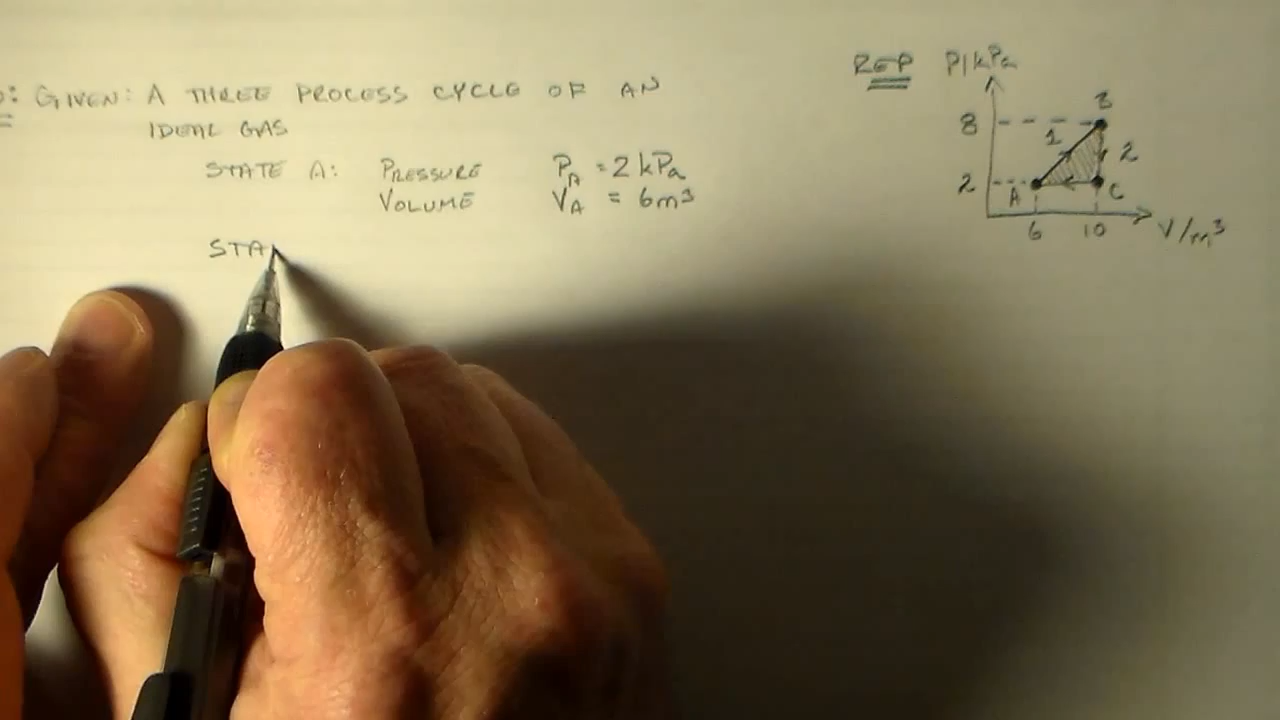 : GIVEN: A THREE PROCESS CYCLE OF AN
IDEAL GAS
STATE A: PRESSURE P_A = 2 kPa
VOLUME V_A = 6m³
STA
REP P/kPa
B
8
1
2
2
A
C
6 10 V/m³